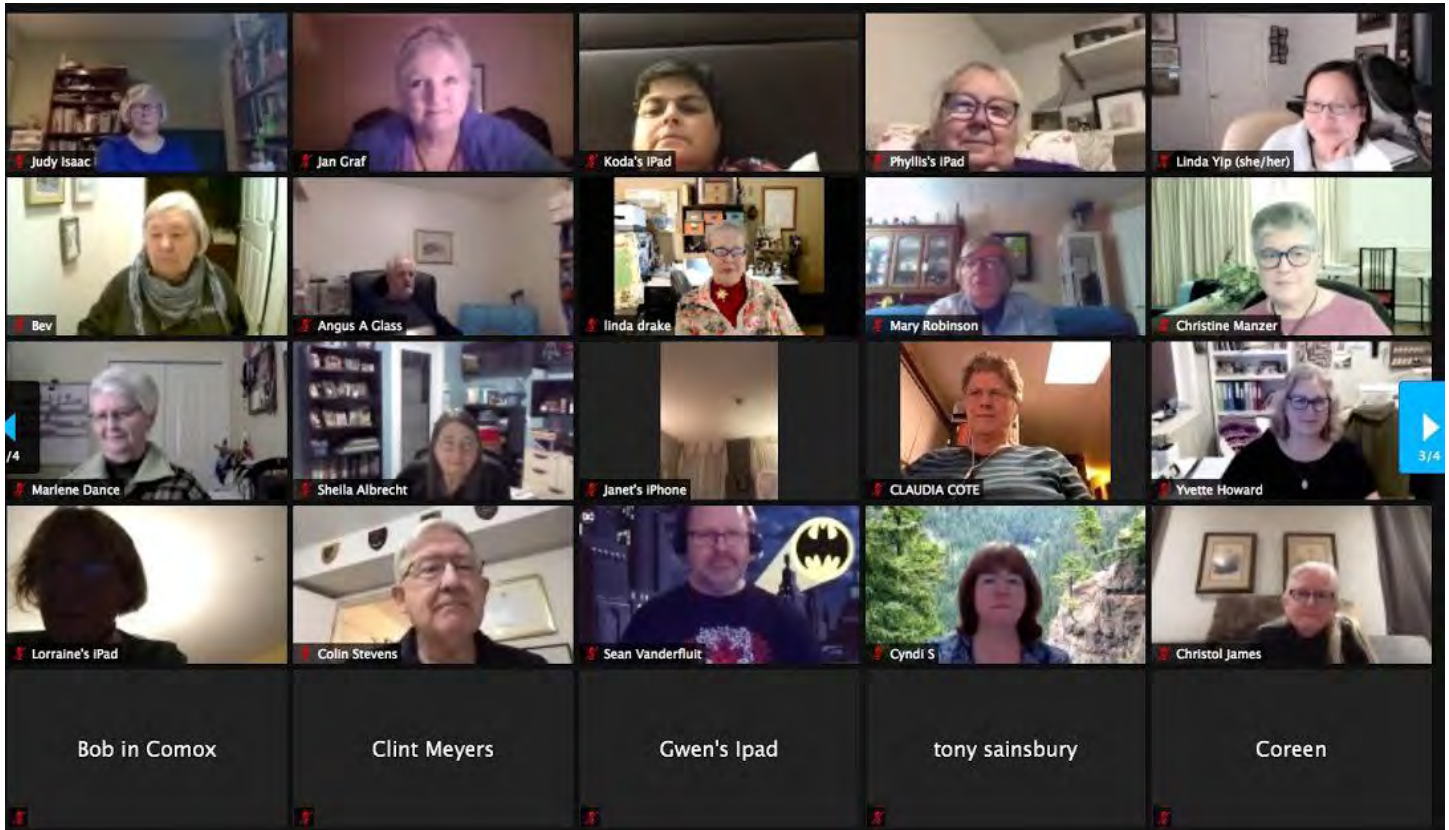 Judy Isaac
Jan Graf
Koda's iPad
Phyllis's iPad
Linda Yip (she/her)
Bev
Angus A Glass
linda drake
Mary Robinson
Christine Manzer
/4
Marlene Dance
Sheila Albrecht
Janet's iPhone
CLAUDIA COTE
Yvette Howard
3/4
Lorraine's iPad
Colin Stevens
Sean Vanderfluit
Cyndi S
Christol James
Bob in Comox
Clint Meyers
Gwen's Ipad
tony sainsbury
Coreen